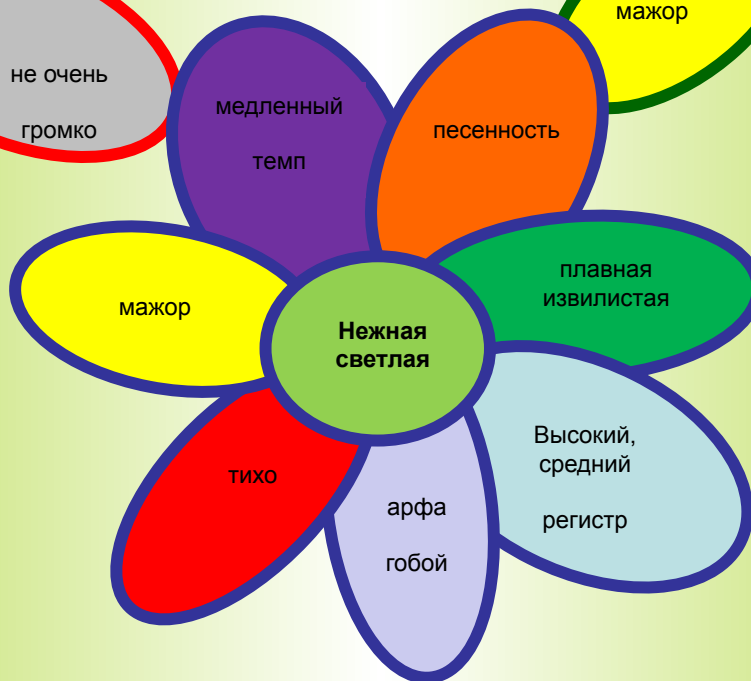 мажор
не очень
громко
медленный
темп
песенность
плавная
извилистая
мажор
Нежная
светлая
Высокий,
средний
регистр
тихо
арфа
гобой